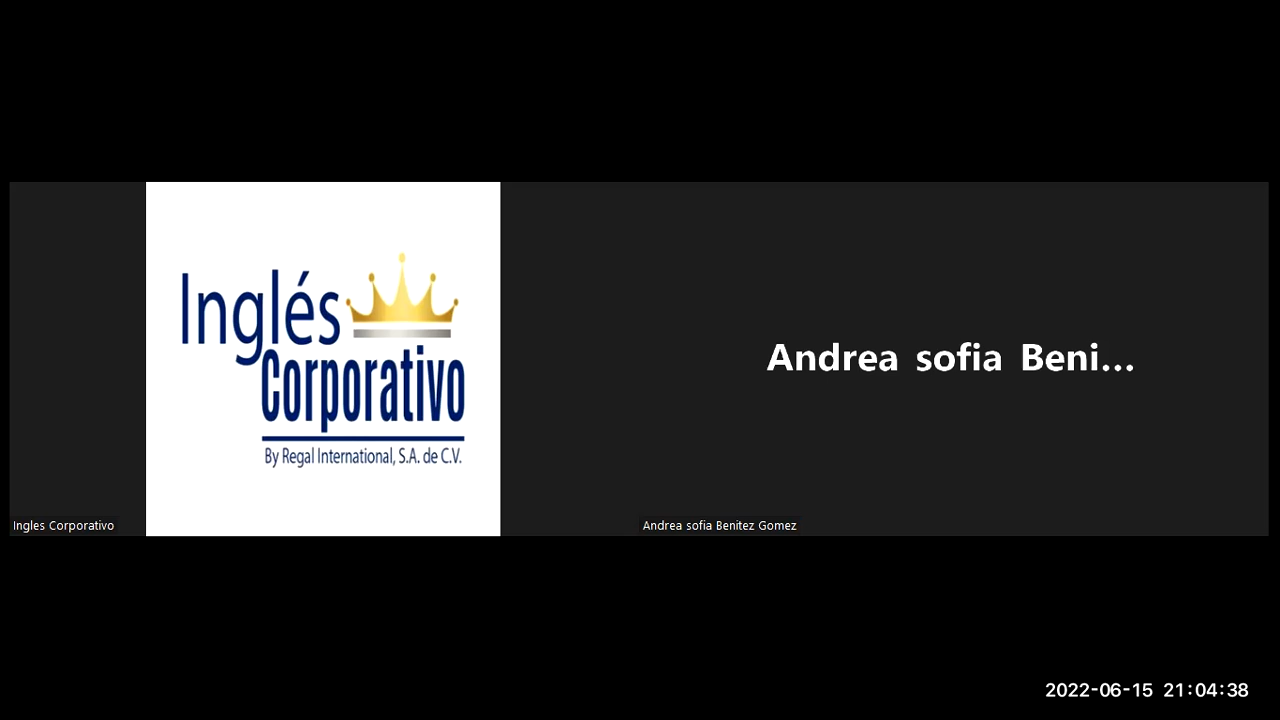 Inglés
Corporativo
By Regal International, S.A. de C.V.
Andrea sofia Beni...
Ingles Corporativo
Andrea sofia Benitez Gomez
2022-06-15 21:04:38